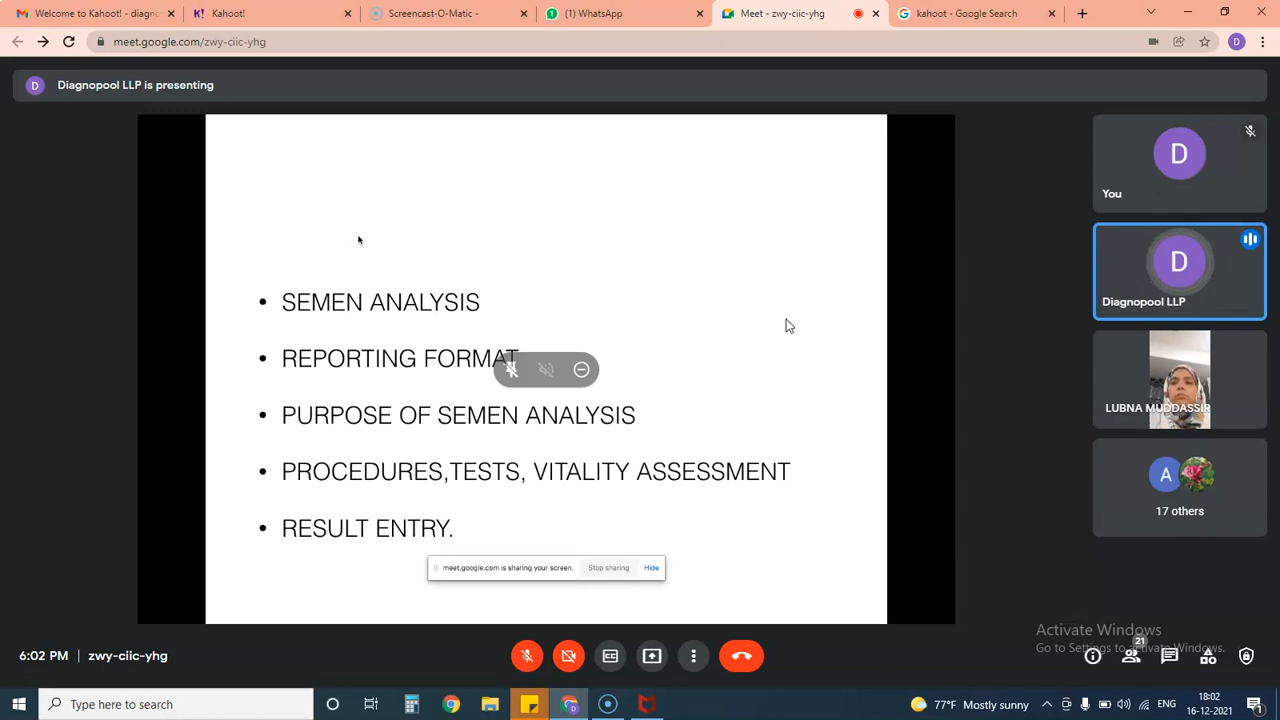 Welcome to Kahoot! - diagno
Kahoot!
Screencast-O-Matic -
(1) WhatsApp
Meet - zwy-ciic-yhg
kahoot - Google Search
meet.google.com/zwy-ciic-yhg
D
D
Diagnopool LLP is presenting
D
You
• SEMEN ANALYSIS
• REPORTING FORMAT
• PURPOSE OF SEMEN ANALYSIS
• PROCEDURES,TESTS, VITALITY ASSESSMENT
• RESULT ENTRY.
meet.google.com is sharing your screen.
Stop sharing
Hide
D
Diagnopool LLP
LUBNA MUDDASSIR
A
17 others
Activate Windows
Go to Settings to activate Windows.
6:02 PM | zwy-ciic-yhg
CC
21
Type here to search
77°F Mostly sunny
ENG
18:02
16-12-2021